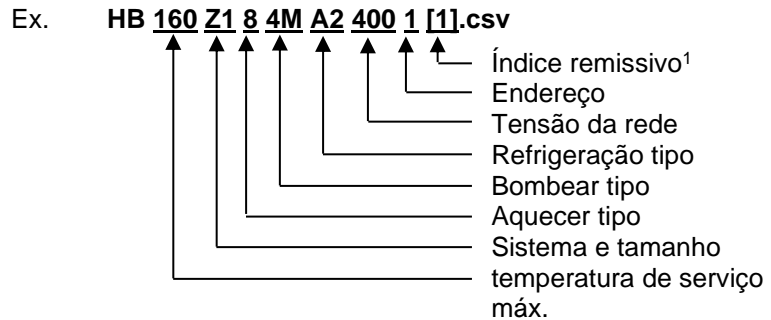 Ex. HB 160 Z1 8 4M A2 400 1 [1].csv
Índice remissivo¹
Endereço
Tensão da rede
Refrigeração tipo
Bombear tipo
Aquecer tipo
Sistema e tamanho
temperatura de serviço
máx.